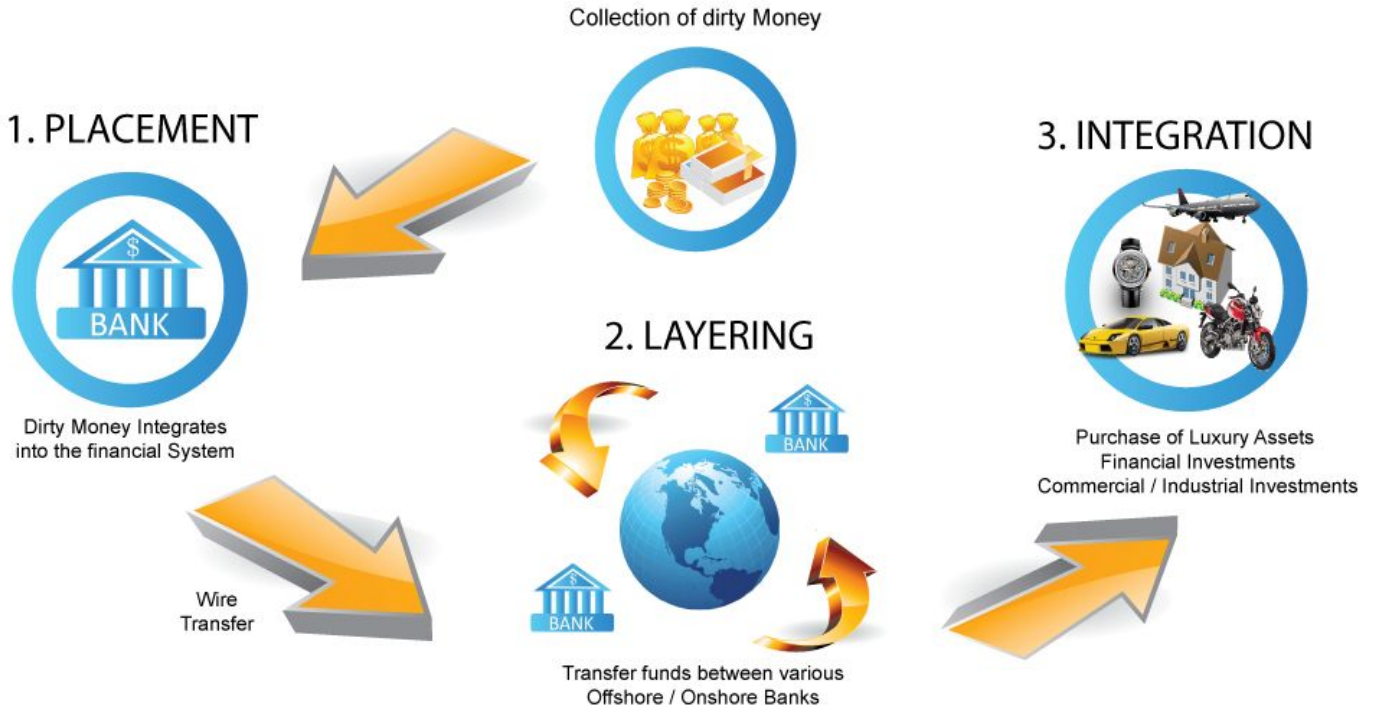 Collection of dirty Money
1. PLACEMENT
$
BANK
Dirty Money Integrates
into the financial System
Wire
Transfer
2. LAYERING
$
BANK
$
BANK
Transfer funds between various
Offshore / Onshore Banks
3. INTEGRATION
Purchase of Luxury Assets
Financial Investments
Commercial / Industrial Investments